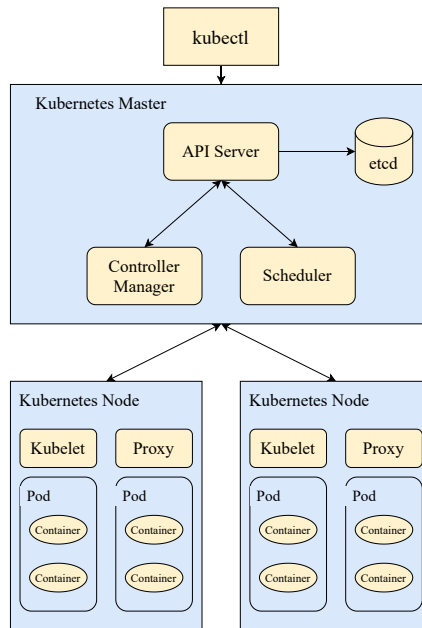 kubectl
Kubernetes Master
API Server
etcd
Controller
Manager
Scheduler
Kubernetes Node
Kubelet
Proxy
Pod
Container
Container
Pod
Container
Container
Kubernetes Node
Kubelet
Proxy
Pod
Container
Container
Pod
Container
Container